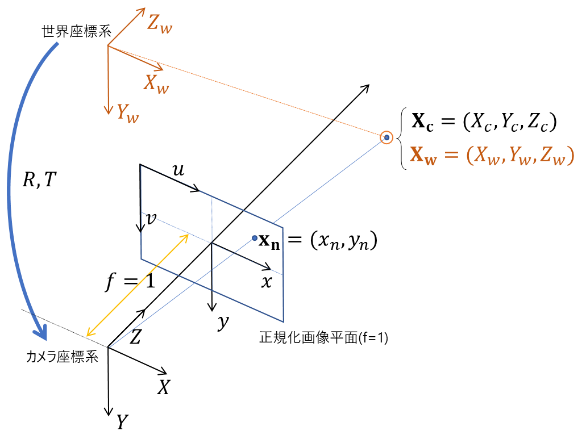 世界座標系
Z_w
X_w
Y_w
X_c = (X_c, Y_c, Z_c)
X_w = (X_w, Y_w, Z_w)
R, T
u
v
x_n = (x_n, y_n)
f = 1
x
y
Z
正規化画像平面(f=1)
カメラ座標系
X
Y